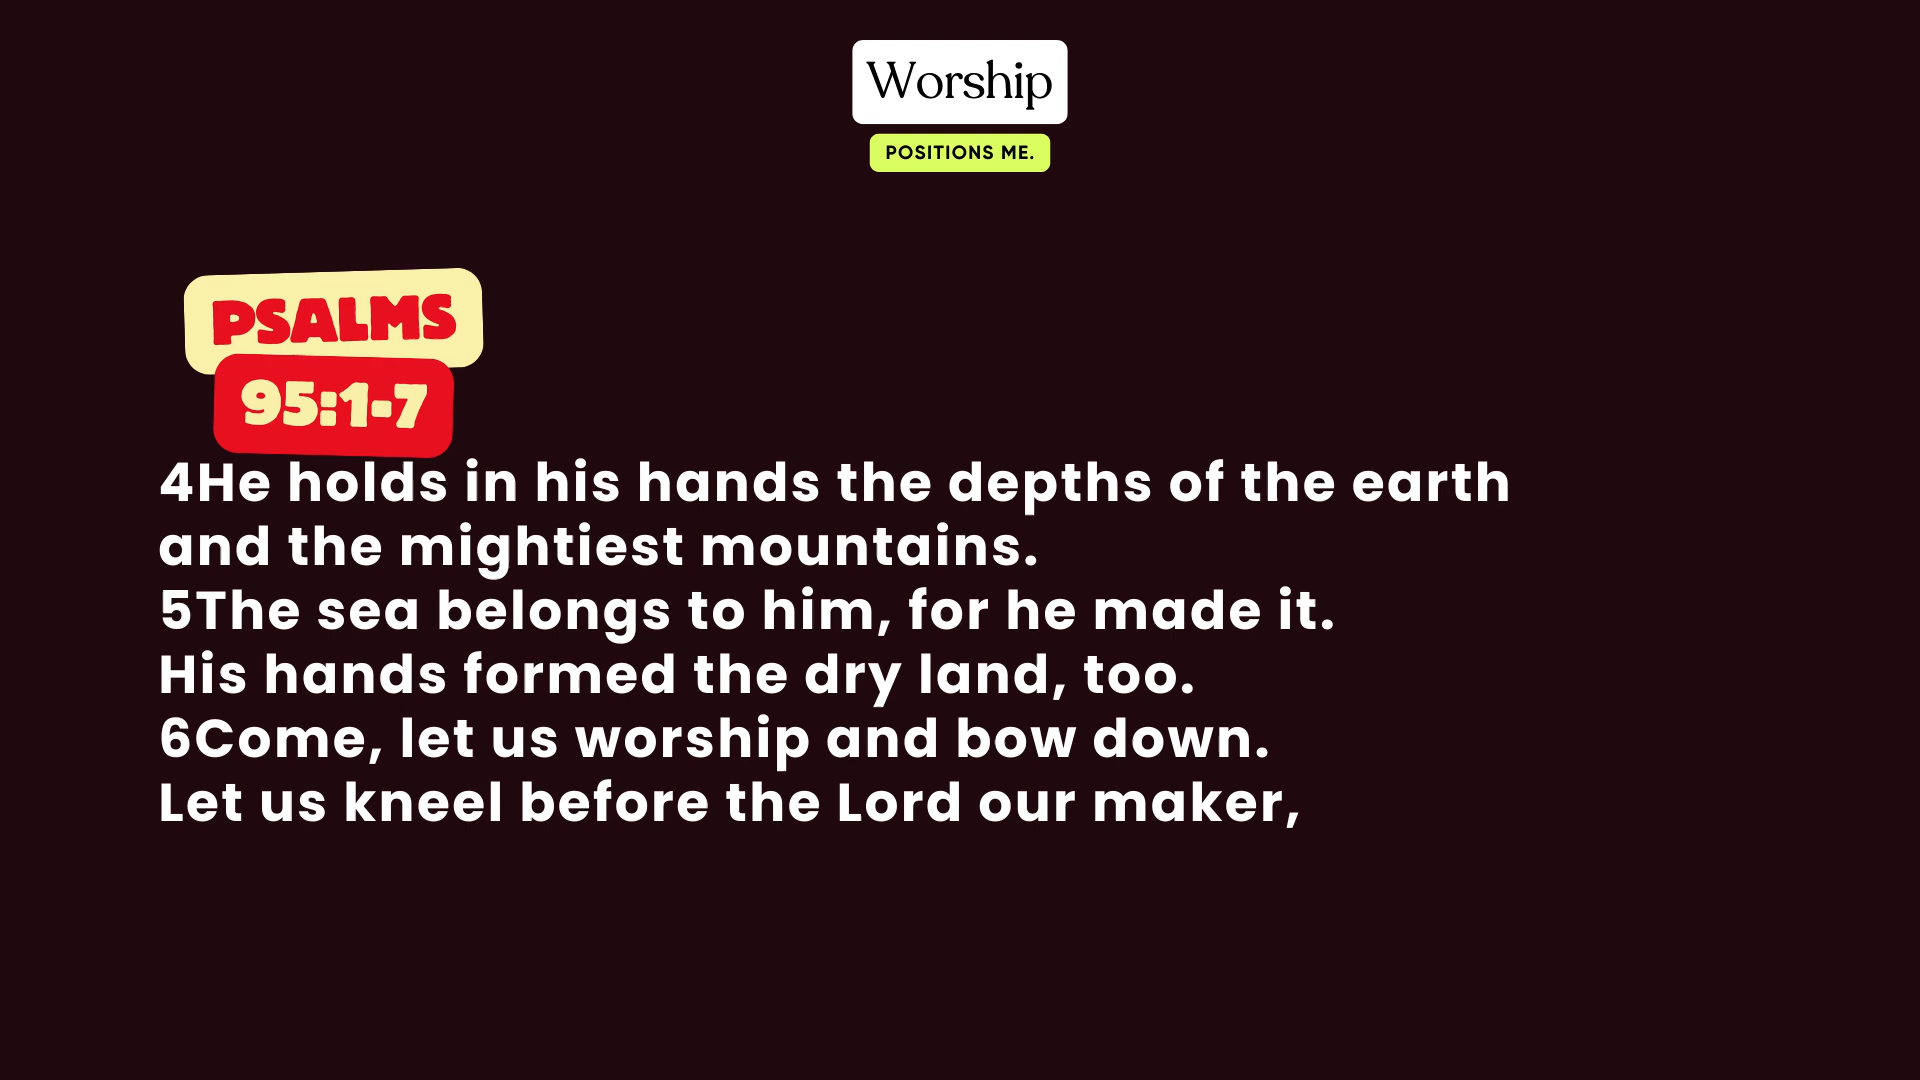 Worship
POSITIONS ME.
PSALMS
95:1-7
4He holds in his hands the depths of the earth
and the mightiest mountains.
5The sea belongs to him, for he made it.
His hands formed the dry land, too.
6Come, let us worship and bow down.
Let us kneel before the Lord our maker,